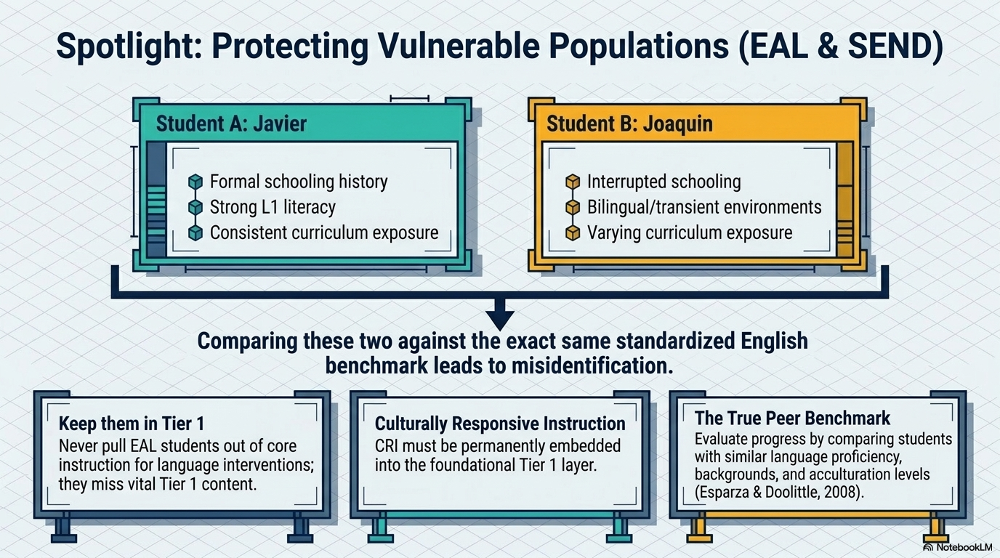 Spotlight: Protecting Vulnerable Populations (EAL & SEND)
Student A: Javier
Formal schooling history
Strong L1 literacy
Consistent curriculum exposure
Student B: Joaquin
Interrupted schooling
Bilingual/transient environments
Varying curriculum exposure
Comparing these two against the exact same standardized English
benchmark leads to misidentification.
Keep them in Tier 1
Never pull EAL students out of core
instruction for language interventions;
they miss vital Tier 1 content.
Culturally Responsive Instruction
CRI must be permanently embedded
into the foundational Tier 1 layer.
The True Peer Benchmark
Evaluate progress by comparing students
with similar language proficiency,
backgrounds, and acculturation levels
(Esparza & Doolittle, 2008).
NotebookLM